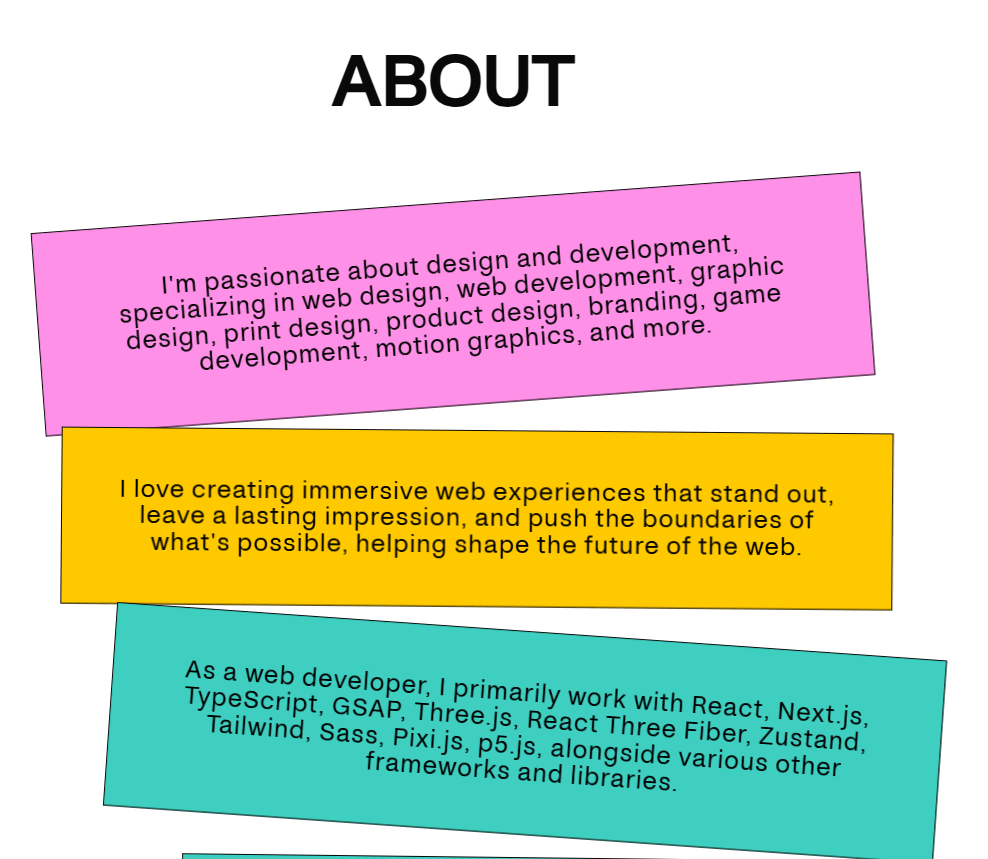 ABOUT
I'm passionate about design and development,
specializing in web design, web development, graphic
design, print design, product design, branding, game
development, motion graphics, and more.
I love creating immersive web experiences that stand out,
leave a lasting impression, and push the boundaries of
what's possible, helping shape the future of the web.
As a web developer, I primarily work with React, Next.js,
TypeScript, GSAP, Three.js, React Three Fiber, Zustand,
Tailwind, Sass, Pixi.js, p5.js, alongside various other
frameworks and libraries.